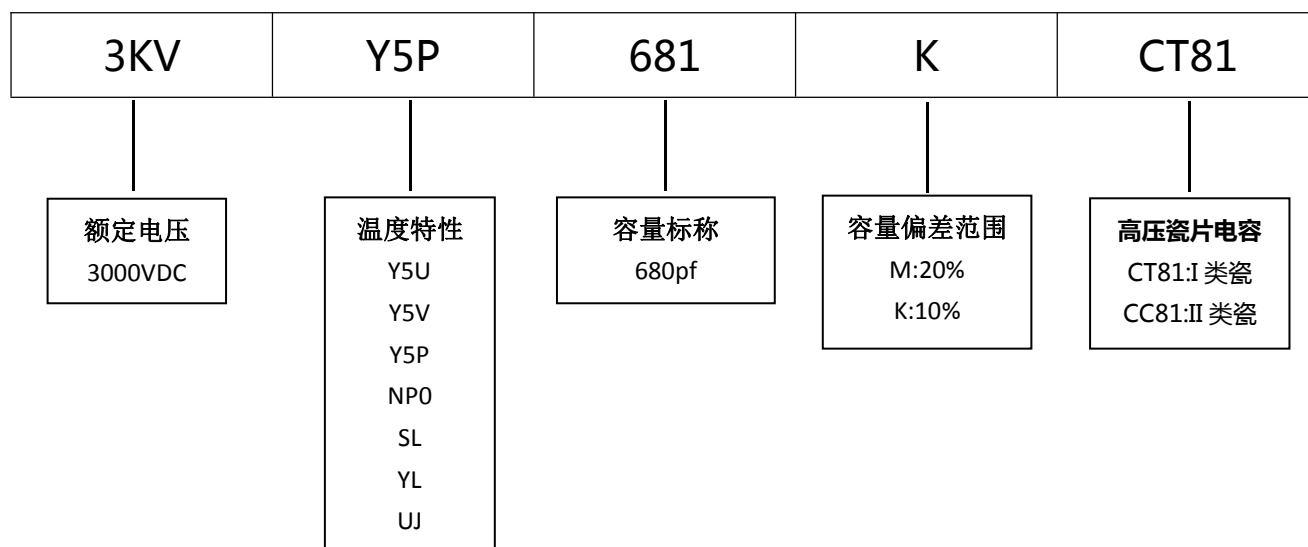 3KV Y5P 681 K CT81
额定电压
3000VDC
温度特性
Y5U
Y5V
Y5P
NP0
SL
YL
UJ
容量标称
680pf
容量偏差范围
M:20%
K:10%
高压瓷片电容
CT81:I 类瓷
CC81:II 类瓷